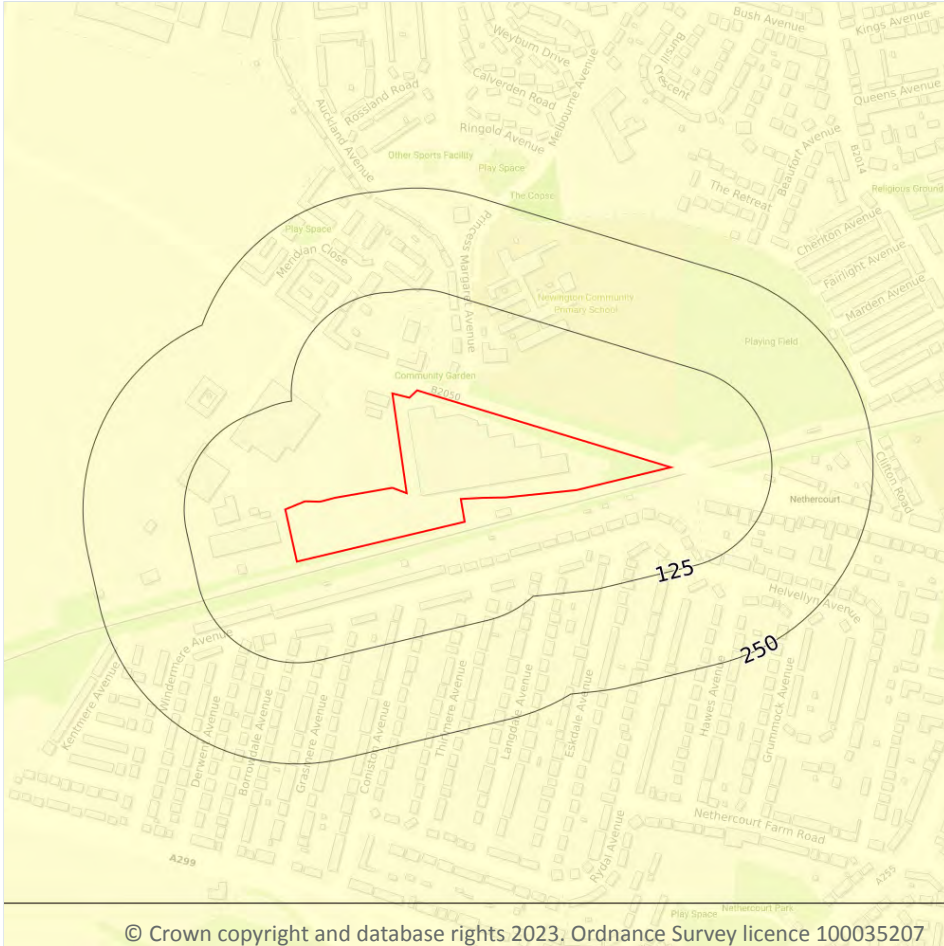 Bush Avenue
Kings Avenue
Weyburn Drive
Bursill
Crescent
Calverden Road
Melbourne Avenue
Rossland Road
Auckland Avenue
Queens Avenue
Ringold Avenue
Beaufort Avenue
B2014
Other Sports Facility
Play Space
The Copse
The Retreat
Religious Ground
Play Space
Meridian Close
Princess Margaret Avenue
Chenton Avenue
Fairlight Avenue
Marden Avenue
Newington Community
Primary School
Playing Field
Community Garden
B2050
Clifton Road
Nethercourt
125
Helvellyn Avenue
250
Windermere Avenue
Kentmere Avenue
Derwent Avenue
Borrowdale Avenue
Grasmere Avenue
Coniston Avenue
Thirlmere Avenue
Langdale Avenue
Eskdale Avenue
Hawes Avenue
Grummock Avenue
Nethercourt Farm Road
Rydal Avenue
A299
A255
Nethercourt Park
Play Space
© Crown copyright and database rights 2023. Ordnance Survey licence 100035207